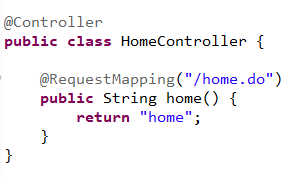 @Controller
public class HomeController {
@RequestMapping("/home.do")
public String home() {
return "home";
}
}